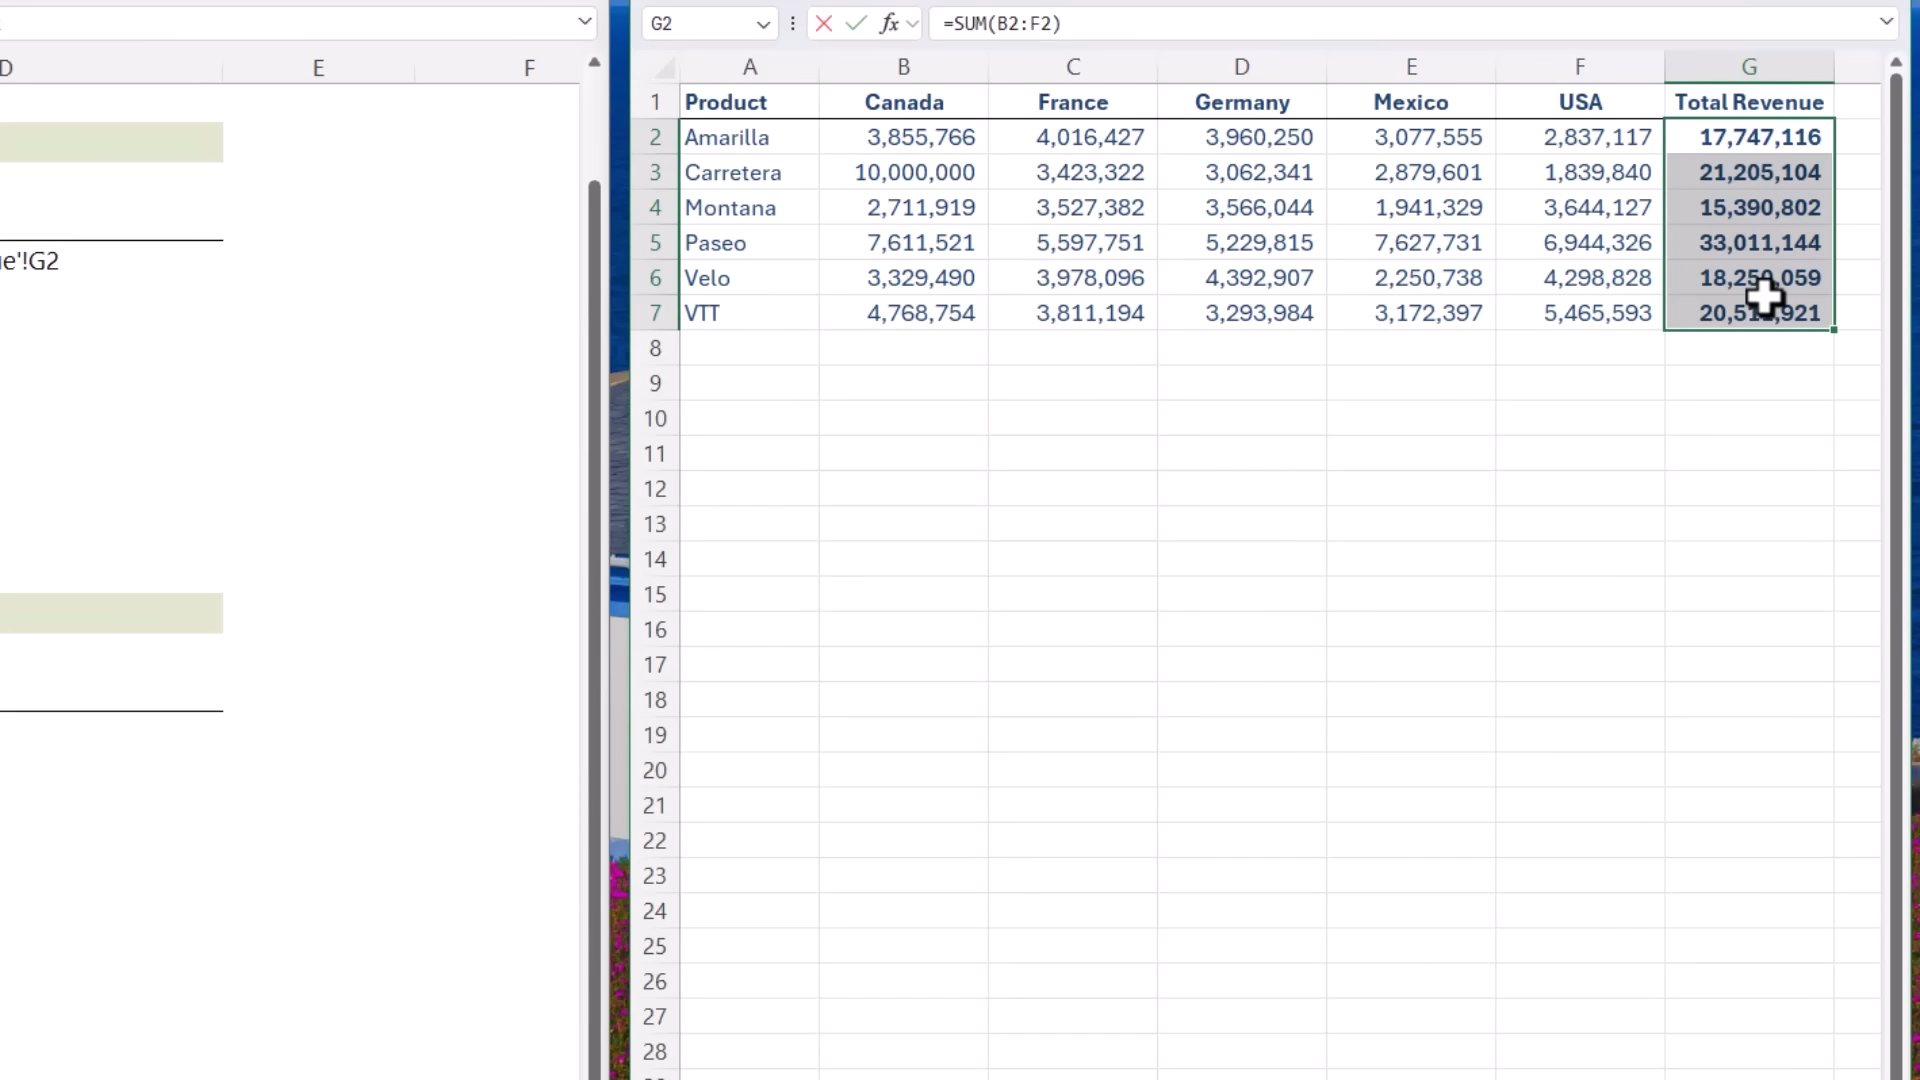 D E F
e'!G2
G2 fx =SUM(B2:F2)
A B C D E F G
1 Product Canada France Germany Mexico USA Total Revenue
2 Amarilla 3,855,766 4,016,427 3,960,250 3,077,555 2,837,117 17,747,116
3 Carretera 10,000,000 3,423,322 3,062,341 2,879,601 1,839,840 21,205,104
4 Montana 2,711,919 3,527,382 3,566,044 1,941,329 3,644,127 15,390,802
5 Paseo 7,611,521 5,597,751 5,229,815 7,627,731 6,944,326 33,011,144
6 Velo 3,329,490 3,978,096 4,392,907 2,250,738 4,298,828
7 VTT 4,768,754 3,811,194 3,293,984 3,172,397 5,465,593
8
9
10
11
12
13
14
15
16
17
18
19
20
21
22
23
24
25
26
27
28